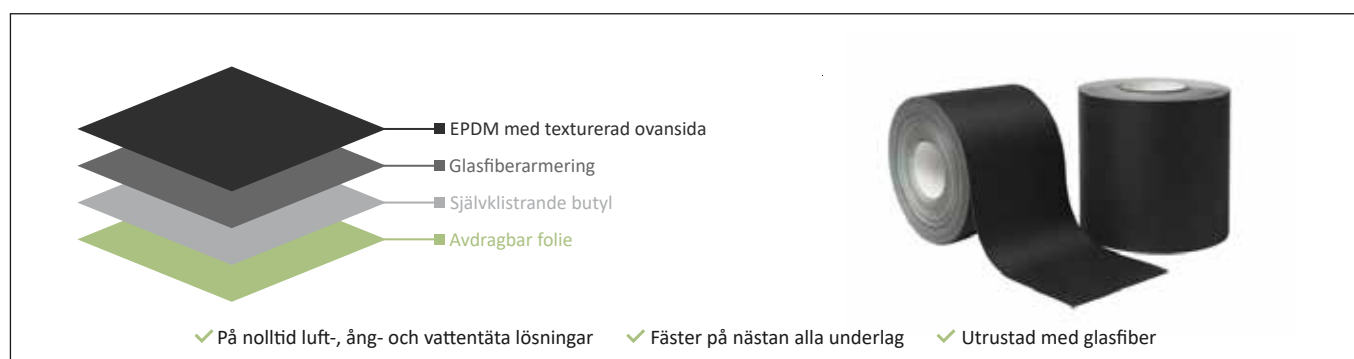 EPDM med texturerad ovansida
Glasfiberarmering
Självklistrande butyl
Avdragbar folie
På nolltid luft-, ång- och vattentäta lösningar Fäster på nästan alla underlag Utrustad med glasfiber